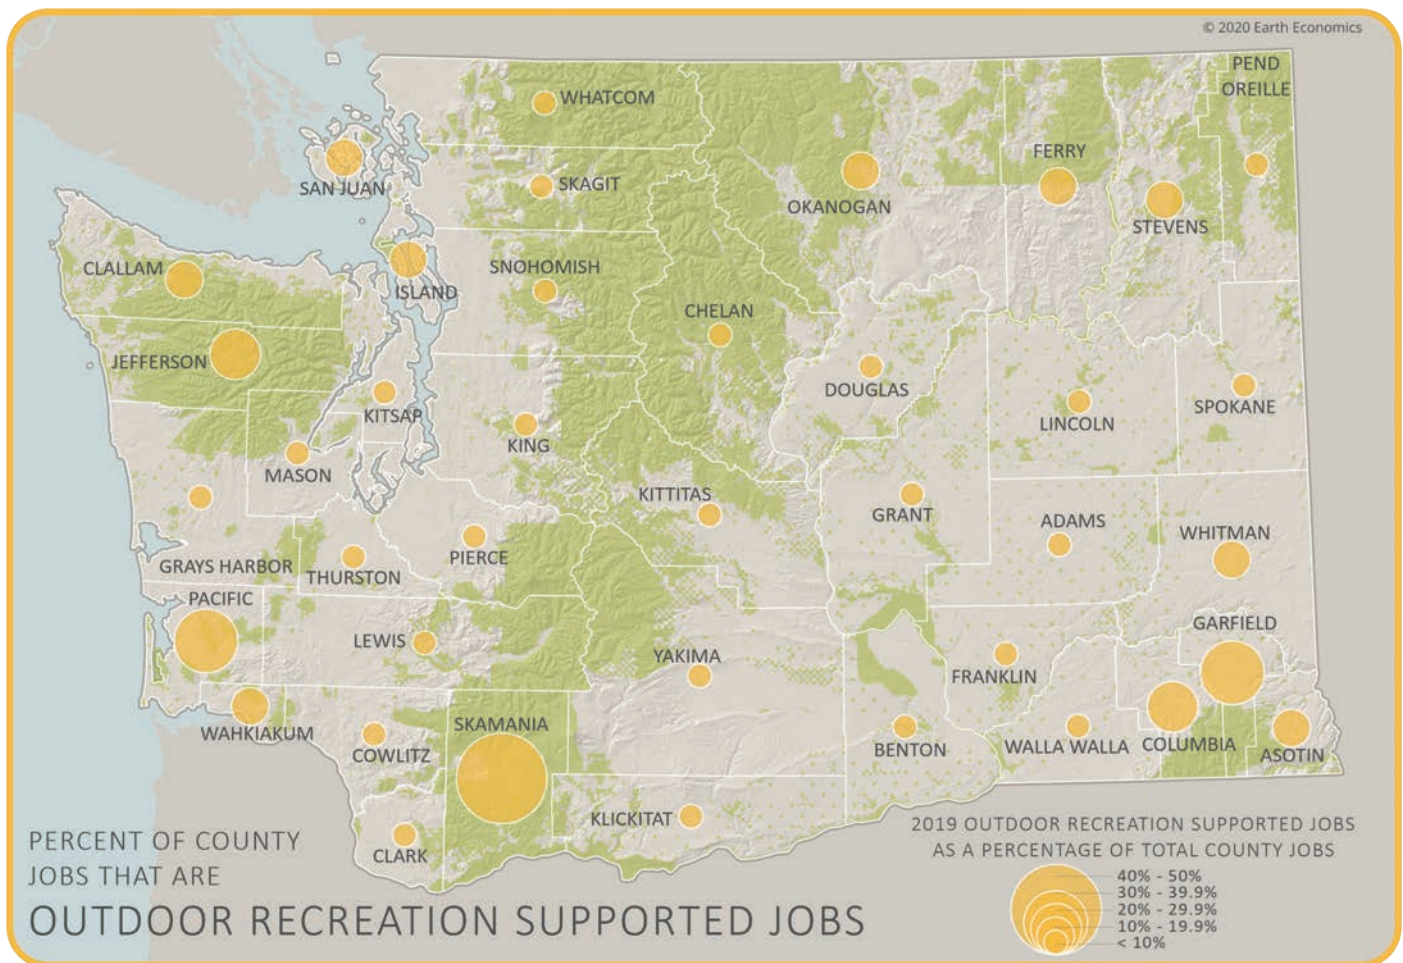 © 2020 Earth Economics
PEND
OREILLE
WHATCOM
FERRY
SAN JUAN
SKAGIT
OKANOGAN
STEVENS
CLALLAM
SNOHOMISH
ISLAND
CHELAN
JEFFERSON
DOUGLAS
KITSAP
LINCOLN
SPOKANE
KING
MASON
KITTITAS
GRANT
ADAMS
WHITMAN
GRAYS HARBOR
THURSTON
PIERCE
PACIFIC
GARFIELD
LEWIS
YAKIMA
FRANKLIN
WAHKIAKUM
COWLITZ
SKAMANIA
BENTON
WALLA WALLA
COLUMBIA
ASOTIN
KLICKITAT
CLARK
PERCENT OF COUNTY
JOBS THAT ARE
OUTDOOR RECREATION SUPPORTED JOBS
2019 OUTDOOR RECREATION SUPPORTED JOBS
AS A PERCENTAGE OF TOTAL COUNTY JOBS
40% - 50%
30% - 39.9%
20% - 29.9%
10% - 19.9%
< 10%